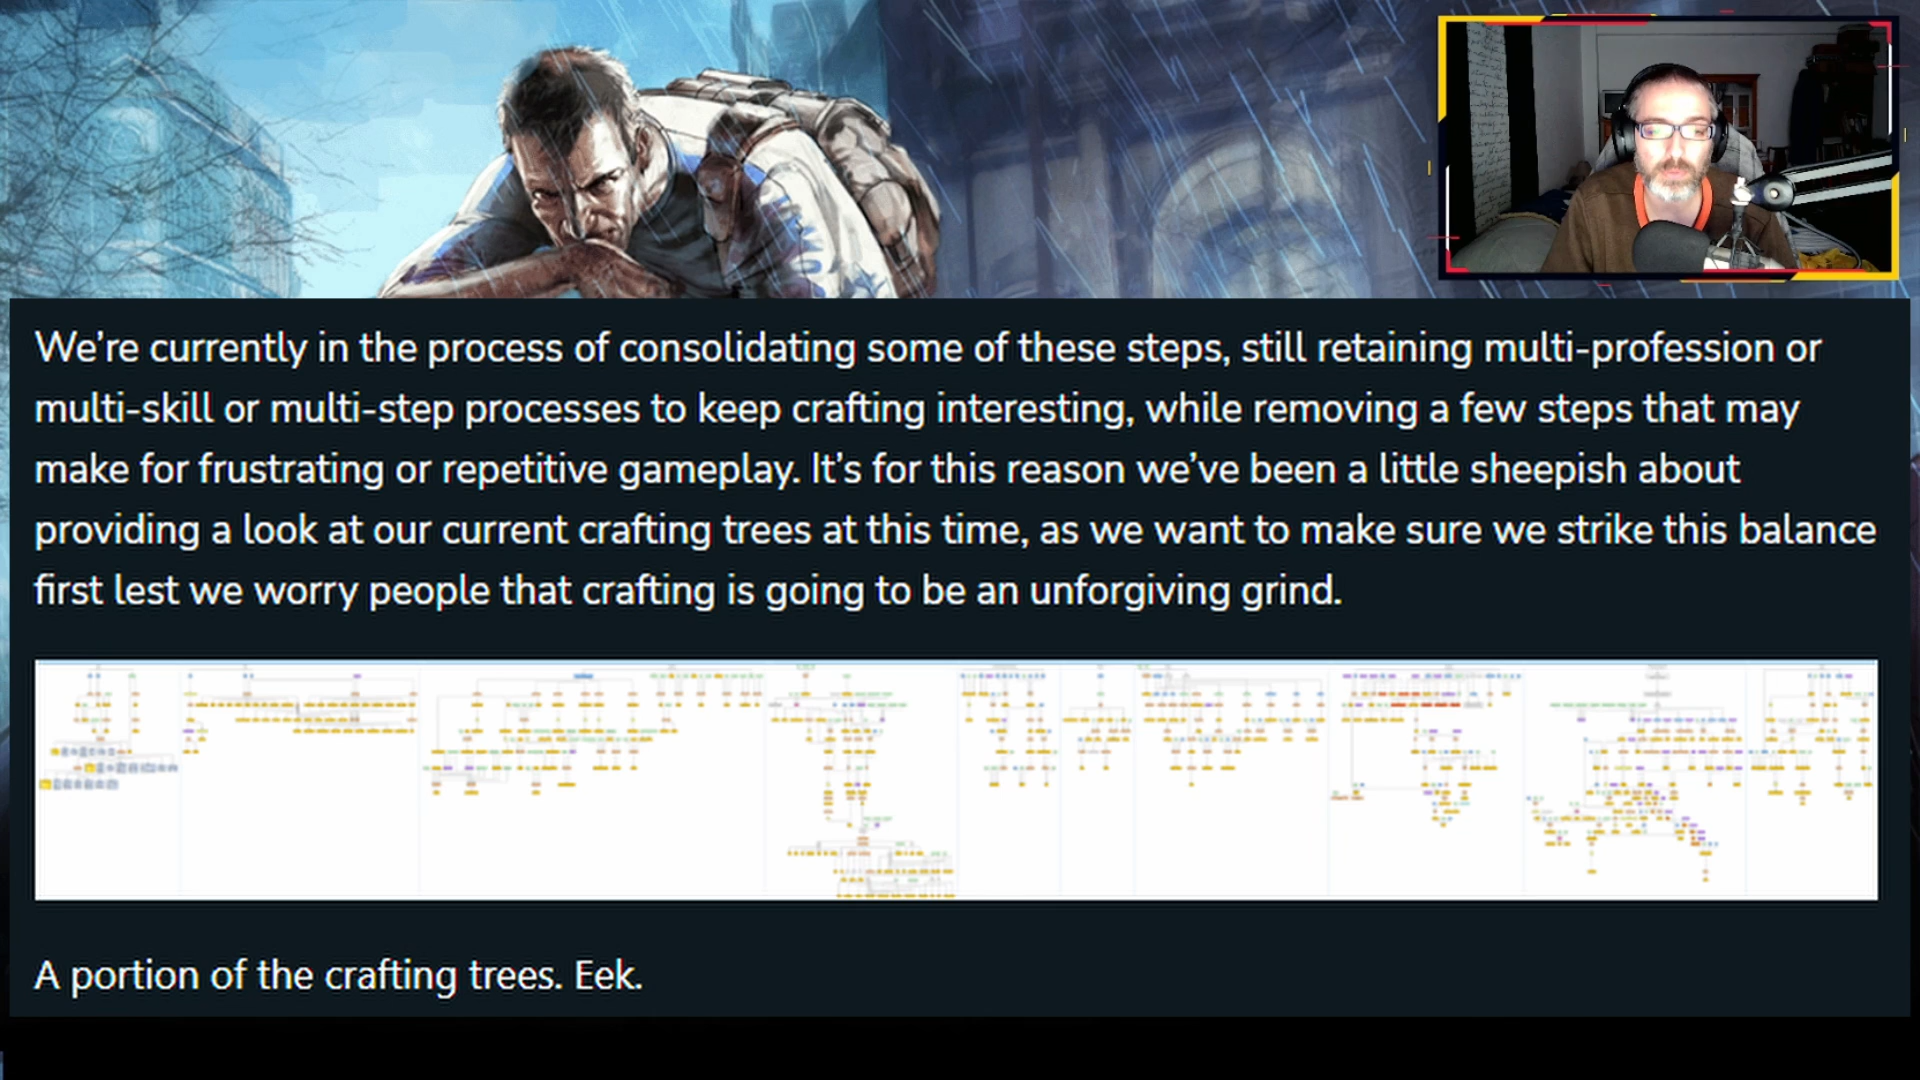 We’re currently in the process of consolidating some of these steps, still retaining multi-profession or
multi-skill or multi-step processes to keep crafting interesting, while removing a few steps that may
make for frustrating or repetitive gameplay. It’s for this reason we’ve been a little sheepish about
providing a look at our current crafting trees at this time, as we want to make sure we strike this balance
first lest we worry people that crafting is going to be an unforgiving grind.
A portion of the crafting trees. Eek.